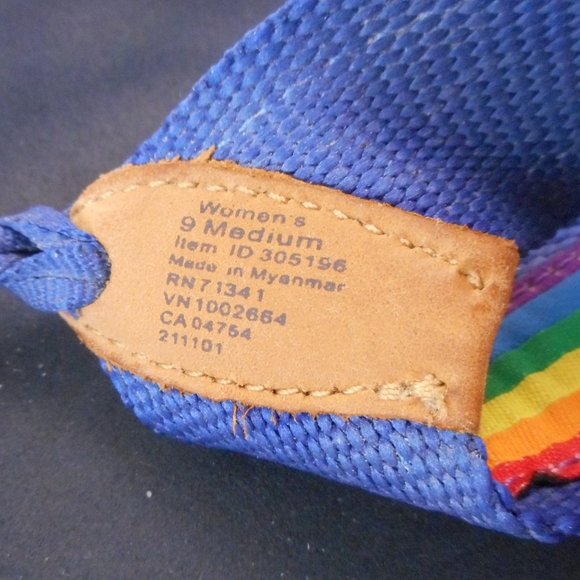 Women's
9 Medium
Item ID 305196
Made in Myanmar
RN71341
VN1002664
CA04754
211101